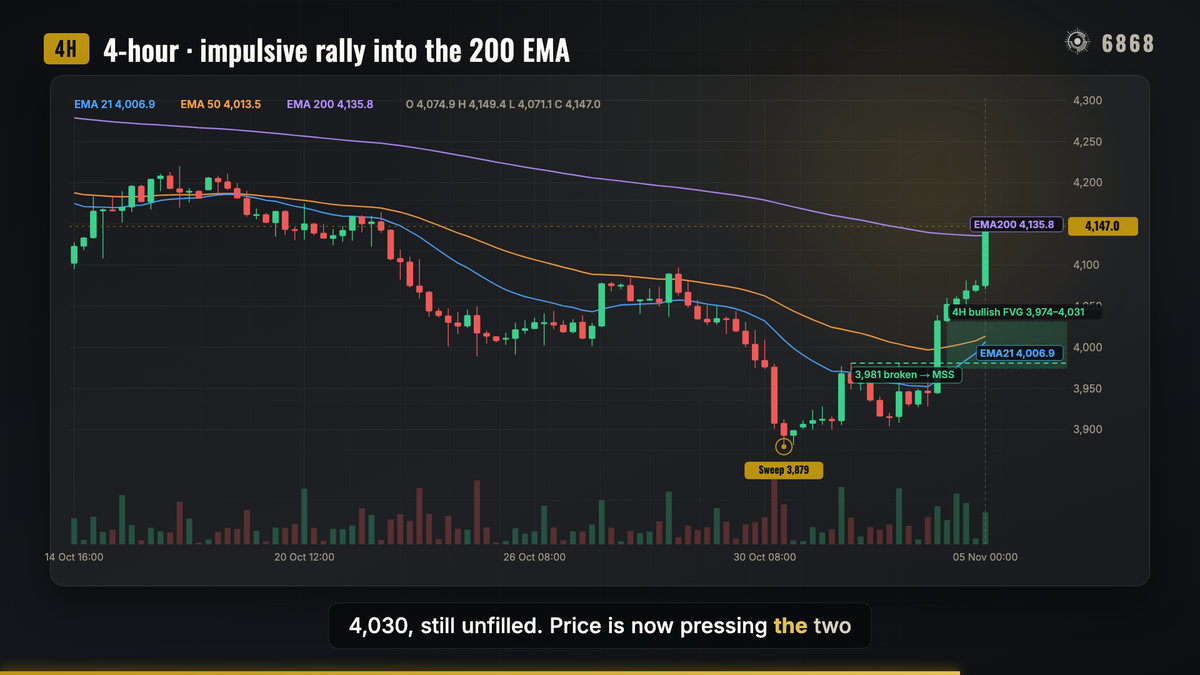 4H 4-hour · impulsive rally into the 200 EMA
6868
EMA 21 4,006.9 EMA 50 4,013.5 EMA 200 4,135.8 O 4,074.9 H 4,149.4 L 4,071.1 C 4,147.0
4,300
4,250
4,200
EMA200 4,135.8
4,147.0
4,100
4,050
4H bullish FVG 3,974–4,031
4,000
EMA21 4,006.9
3,981 broken → MSS
3,950
3,900
Sweep 3,879
14 Oct 16:00 20 Oct 12:00 26 Oct 08:00 30 Oct 08:00 05 Nov 00:00
4,030, still unfilled. Price is now pressing the two